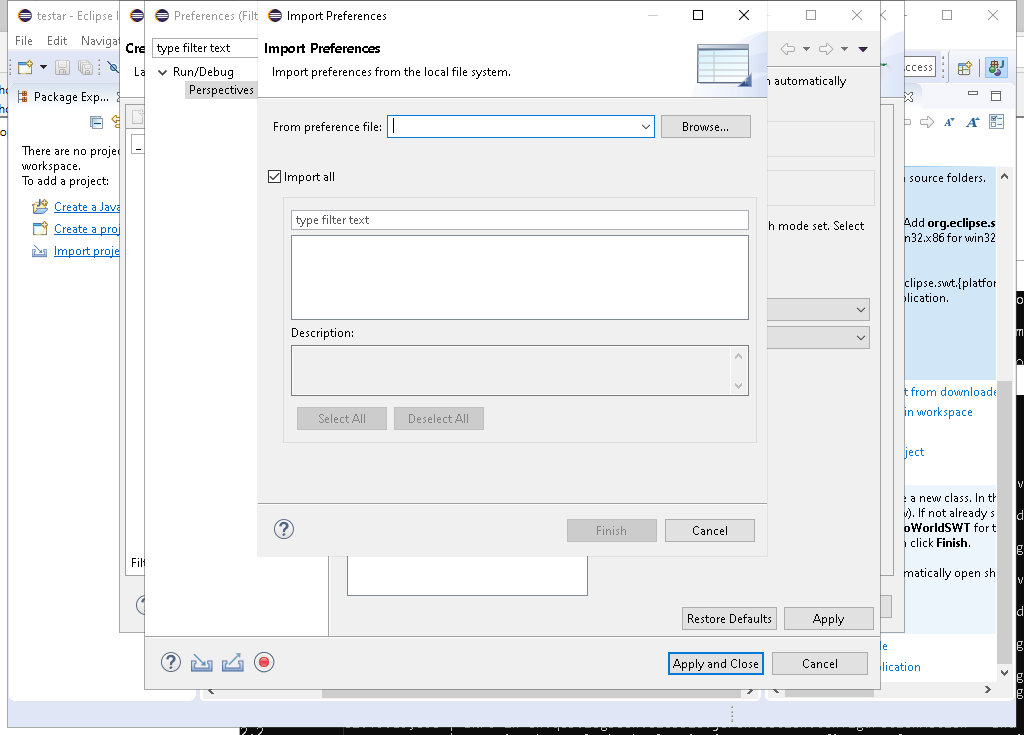 testar - Eclipse I
Preferences (Filt
Import Preferences
File Edit Navigat
Cre
type filter text
Import Preferences
La
Run/Debug
Import preferences from the local file system.
Perspectives
n automatically
ccess
Package Exp...
From preference file:
Browse...
There are no projec
workspace.
To add a project:
Import all
n source folders.
Create a Java
type filter text
Create a proj
h mode set. Select
Add org.eclipse.s
n32.x86 for win32
Import proje
clipse.swt.{platfor
plication.
Description:
t from downloade
in workspace
Select All
Deselect All
ject
e a new class. In th
v). If not already s
oWorldSWT for t
n click Finish.
Finish
Cancel
Filt
matically open sh
Restore Defaults
Apply
le
Apply and Close
Cancel
plication